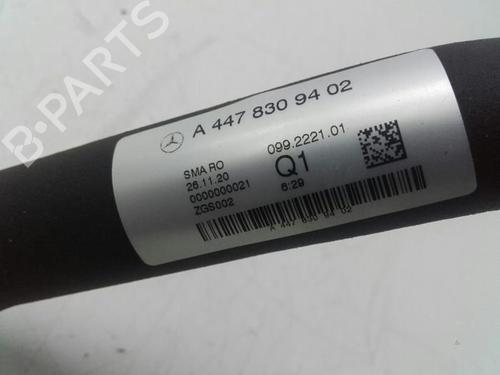 B-PARTS
A 447 830 94 02
SMA RO
26.11.20
0000000021
ZGS002
099.2221.01
Q1
6:29
A 447 830 94 02